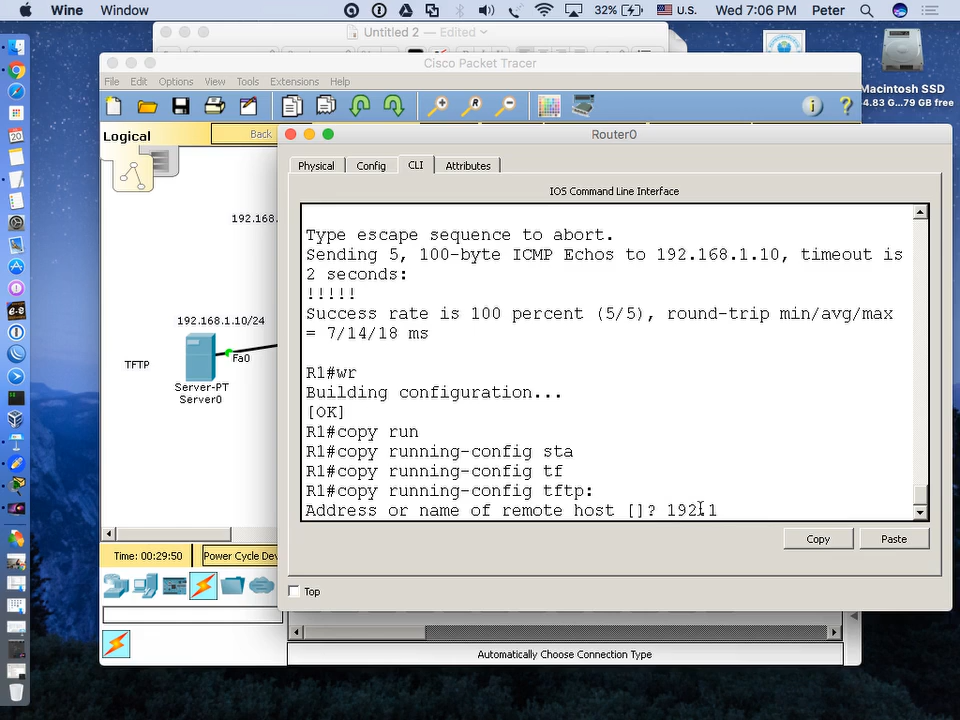 Wine Window
32% U.S. Wed 7:06 PM Peter
Untitled 2 — Edited
Cisco Packet Tracer
File Edit Options View Tools Extensions Help
Macintosh SSD
4.83 G...79 GB free
Logical
Back
Router0
Physical Config CLI Attributes
IOS Command Line Interface
192.168.
192.168.1.10/24
TFTP
Fa0
Server-PT
Server0
Type escape sequence to abort.
Sending 5, 100-byte ICMP Echos to 192.168.1.10, timeout is
2 seconds:
!!!!!
Success rate is 100 percent (5/5), round-trip min/avg/max
= 7/14/18 ms
R1#wr
Building configuration...
[OK]
R1#copy run
R1#copy running-config sta
R1#copy running-config tf
R1#copy running-config tftp:
Address or name of remote host []? 192.1
Copy Paste
Time: 00:29:50 Power Cycle Dev
Top
Automatically Choose Connection Type